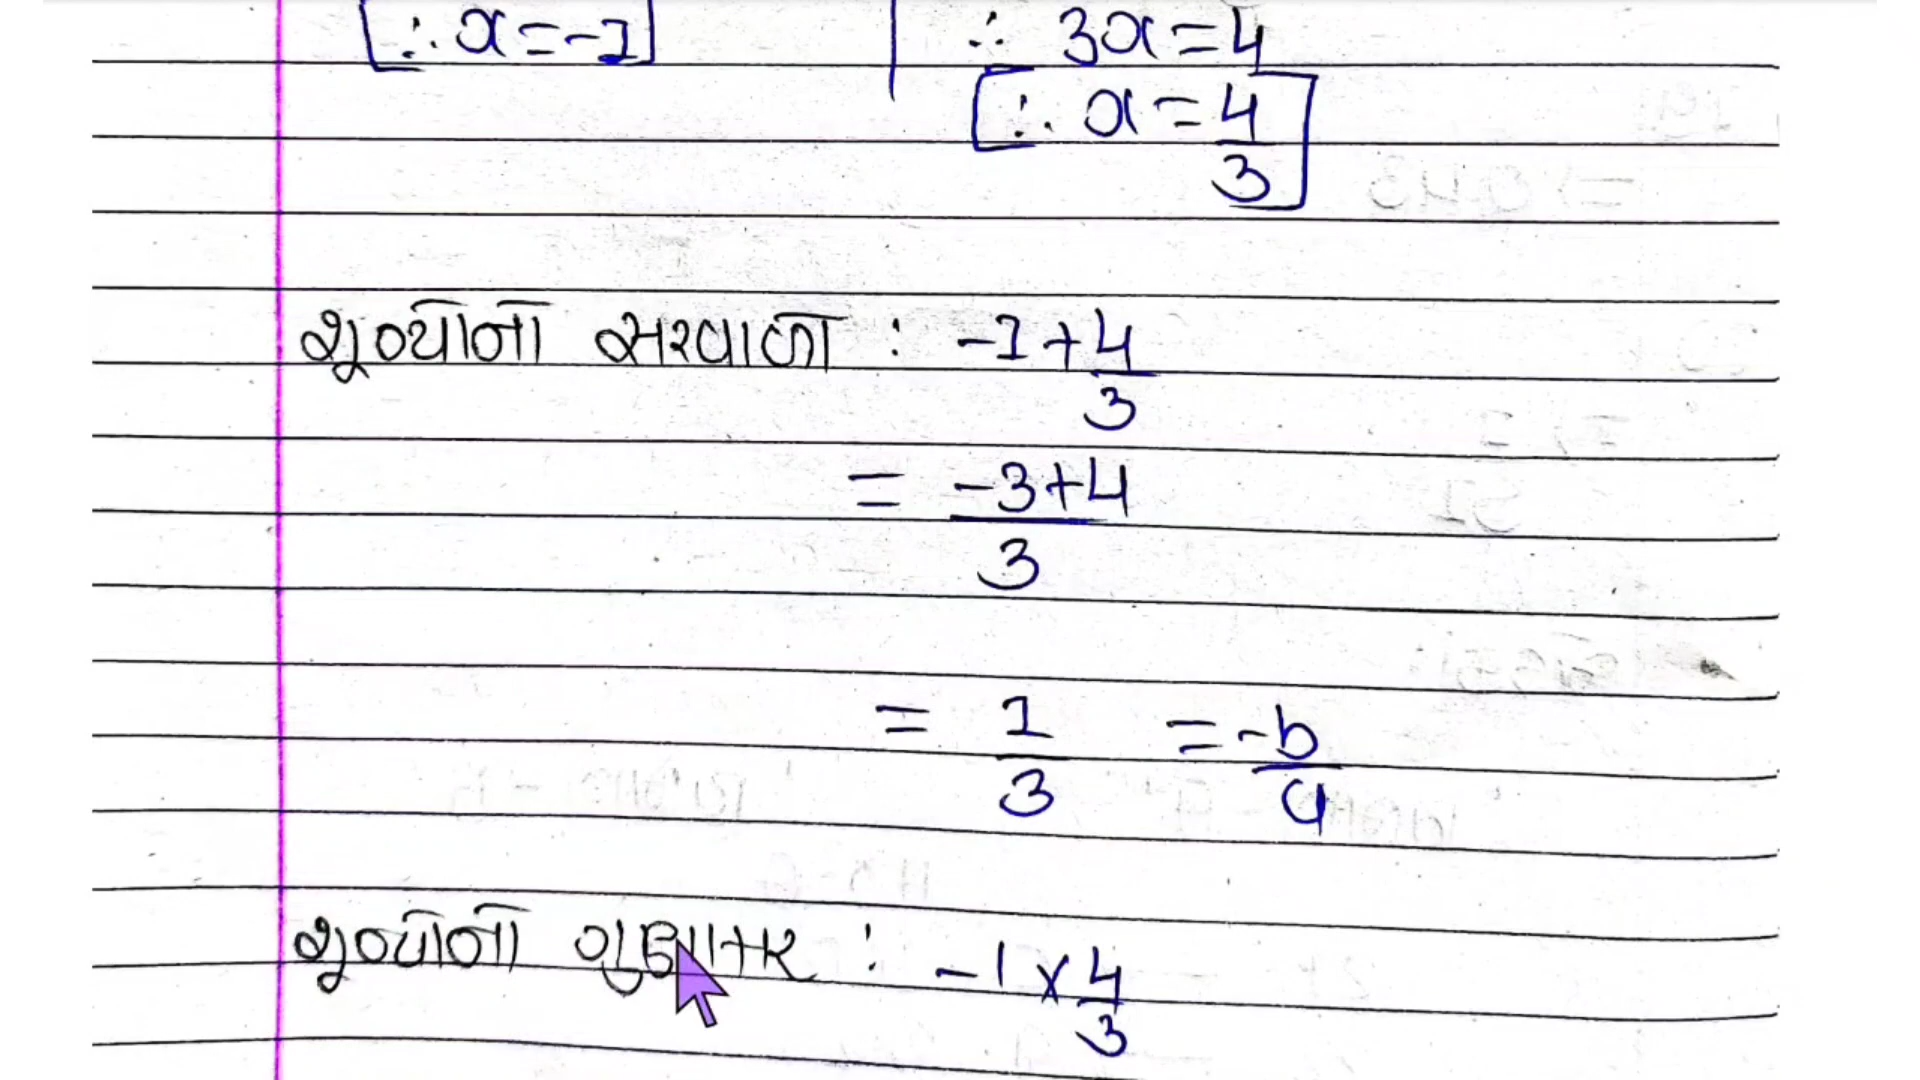 ∴ x = -1
∴ 3x = 4
∴ x = 4/3
શૂન્યોનો સરવાળો : -1 + 4/3
= -3+4/3
= 1/3 = -b/a
શૂન્યોનો ગુણાકાર : -1 × 4/3